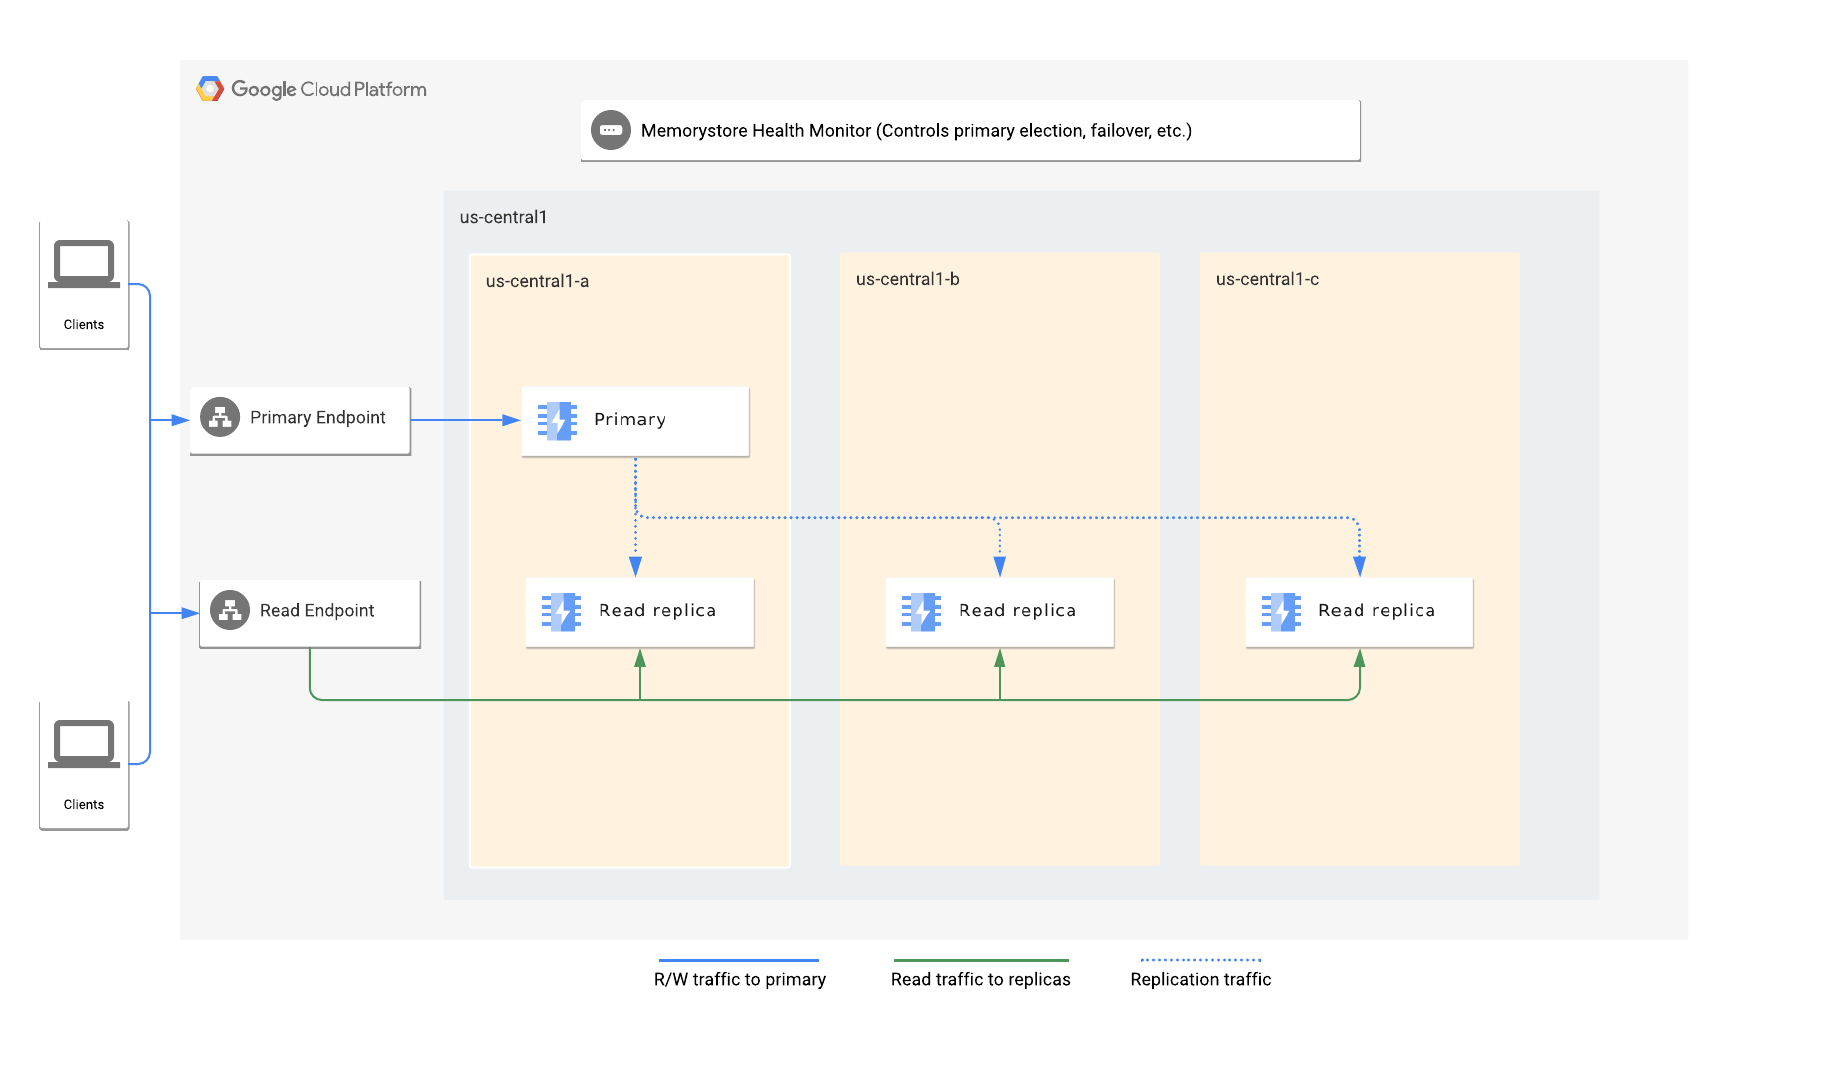 Google Cloud Platform
Memorystore Health Monitor (Controls primary election, failover, etc.)
us-central1
us-central1-a
us-central1-b
us-central1-c
Clients
Primary Endpoint
Primary
Read Endpoint
Read replica
Read replica
Read replica
Clients
R/W traffic to primary
Read traffic to replicas
Replication traffic